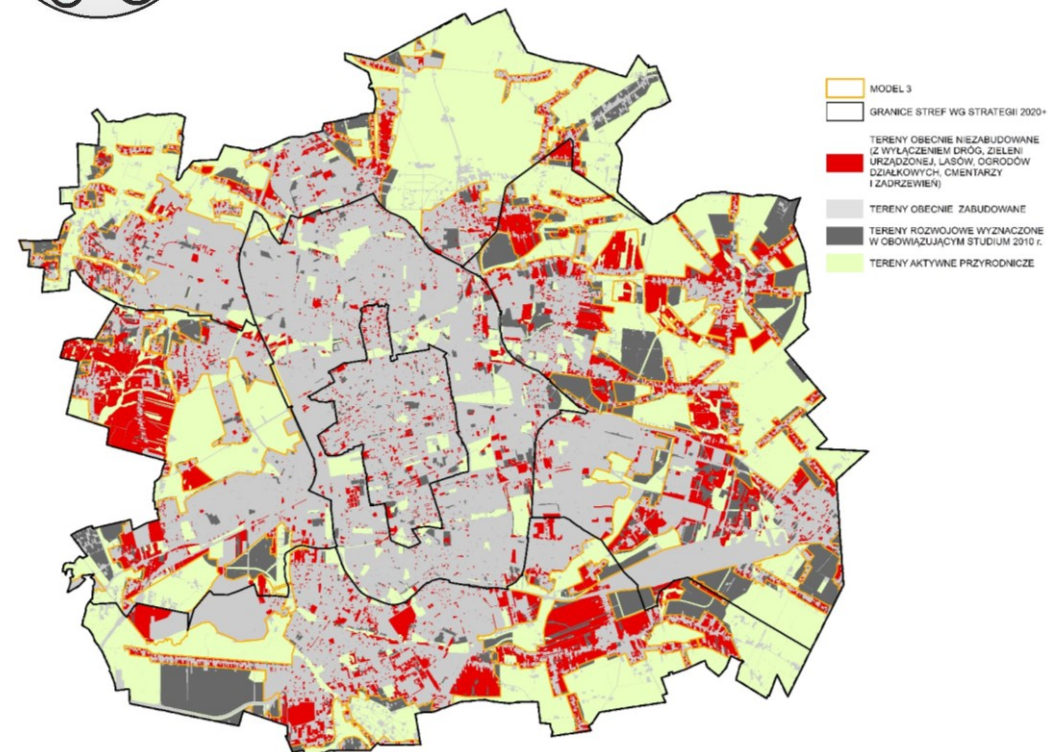 MODEL 3
GRANICE STREF WG STRATEGII 2020+
TERENY OBECNIE NIEZABUDOWANE
(Z WYŁĄCZENIEM DRÓG, ZIELENI
URZĄDZONEJ, LASÓW, OGRODÓW
DZIAŁKOWYCH, CMENTARZY
I ZADRZEWIEŃ)
TERENY OBECNIE ZABUDOWANE
TERENY ROZWOJOWE WYZNACZONE
W OBOWIĄZUJĄCYM STUDIUM 2010 r.
TERENY AKTYWNE PRZYRODNICZE